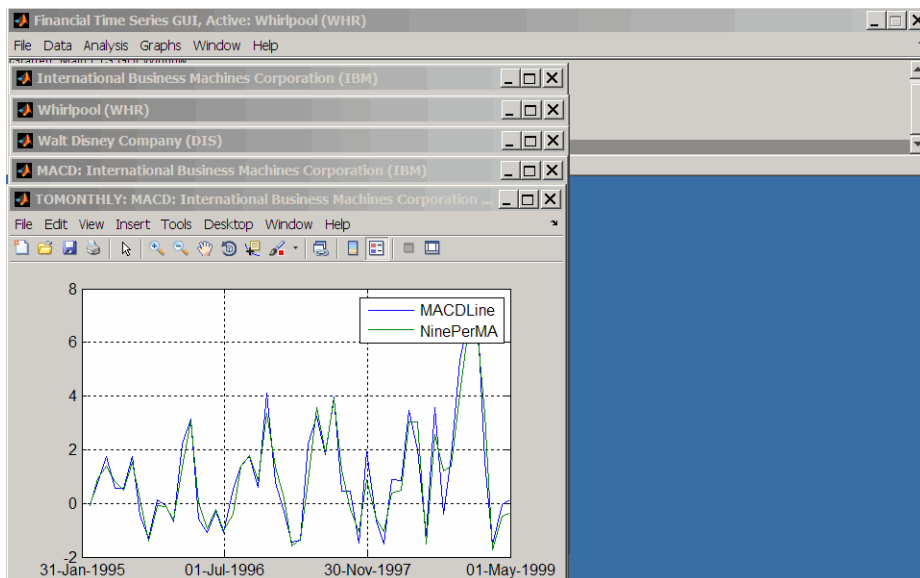 Financial Time Series GUI, Active: Whirlpool (WHR)
File Data Analysis Graphs Window Help
International Business Machines Corporation (IBM)
Whirlpool (WHR)
Walt Disney Company (DIS)
MACD: International Business Machines Corporation (IBM)
TOMONTHLY: MACD: International Business Machines Corporation ...
File Edit View Insert Tools Desktop Window Help
8
MACDLine
NinePerMA
6
4
2
0
-2
31-Jan-1995 01-Jul-1996 30-Nov-1997 01-May-1999